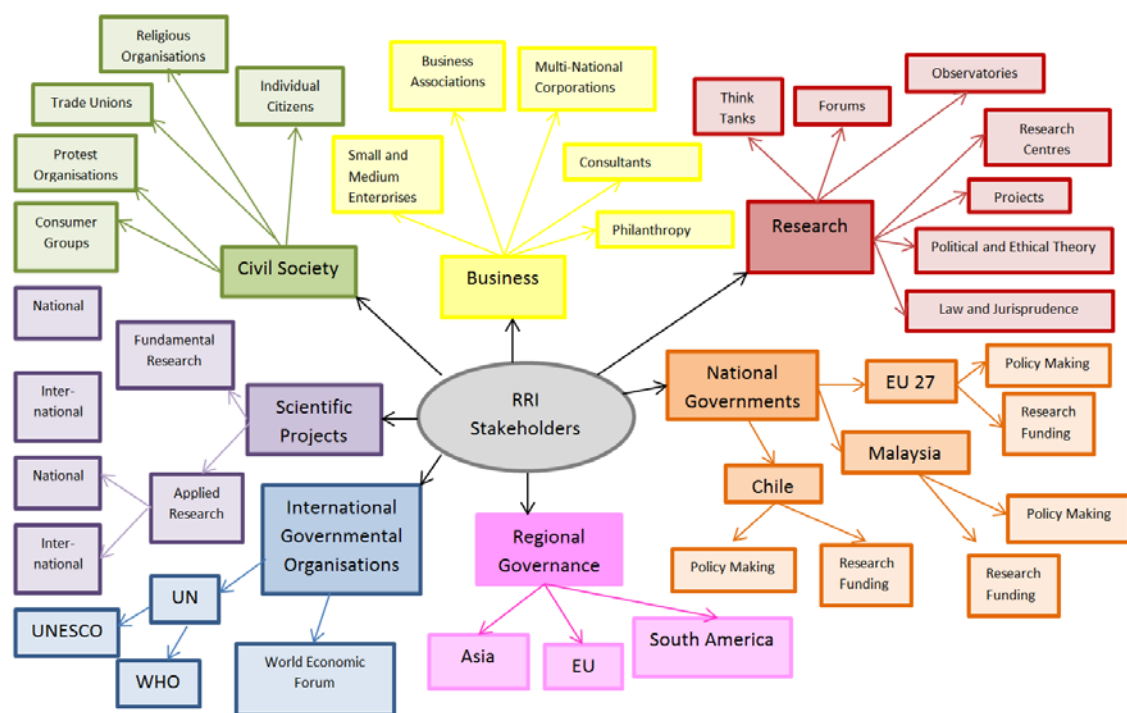 Religious
Organisations
Trade Unions
Individual
Citizens
Protest
Organisations
Consumer
Groups
Civil Society
Business
Associations
Multi-National
Corporations
Small and
Medium
Enterprises
Consultants
Philanthropy
Business
Think
Tanks
Forums
Observatories
Research
Centres
Projects
Political and Ethical Theory
Law and Jurisprudence
Research
National
Fundamental
Research
Inter-
national
Scientific
Projects
National
Applied
Research
Inter-
national
RRI
Stakeholders
National
Governments
EU 27
Policy Making
Research
Funding
Malaysia
Policy Making
Research
Funding
Chile
Policy Making
Research
Funding
International
Governmental
Organisations
UN
UNESCO
WHO
World Economic
Forum
Regional
Governance
Asia
EU
South America